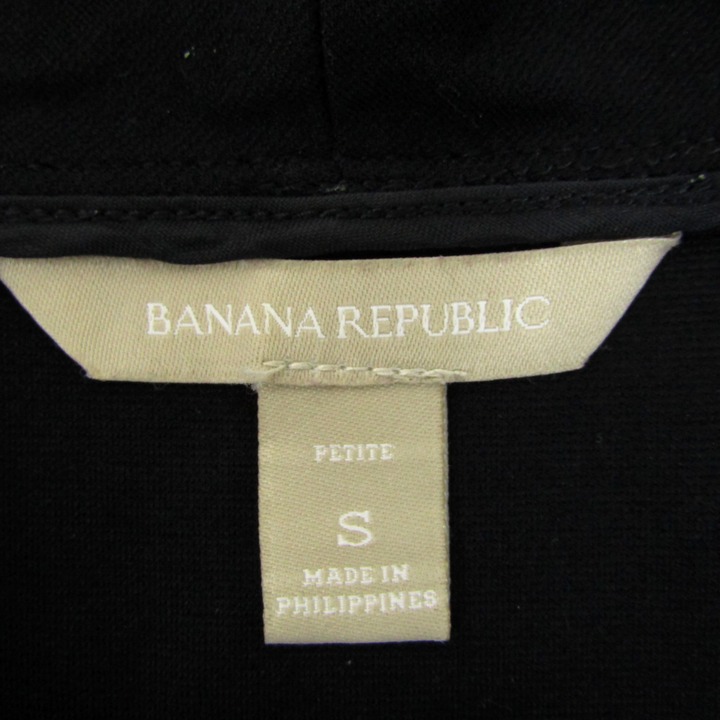 BANANA REPUBLIC
PETITE
S
MADE IN
PHILIPPINES